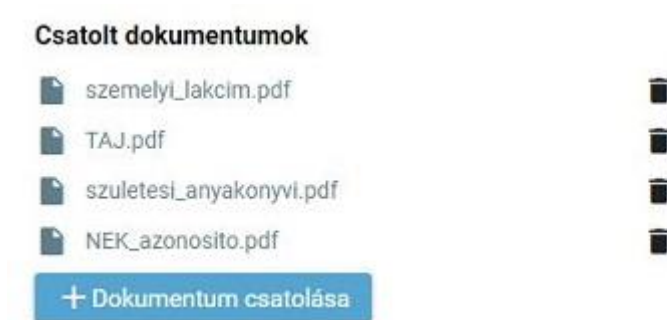 Csatolt dokumentumok
szemelyi_lakcim.pdf
TAJ.pdf
szuletesi_anyakonyvi.pdf
NEK_azonosito.pdf
+ Dokumentum csatolása